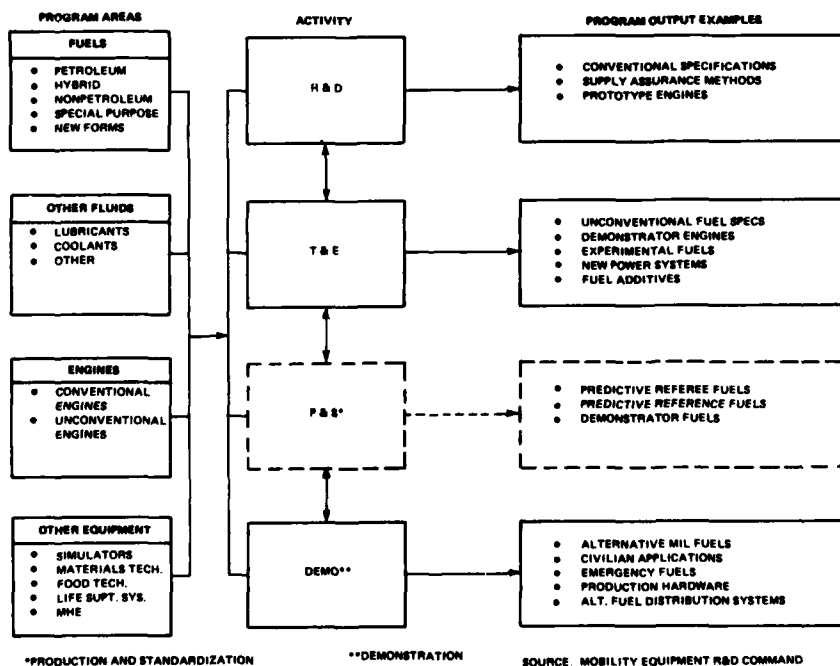 PROGRAM AREAS
ACTIVITY
PROGRAM OUTPUT EXAMPLES
FUELS
• PETROLEUM
• HYBRID
• NONPETROLEUM
• SPECIAL PURPOSE
• NEW FORMS
R & D
• CONVENTIONAL SPECIFICATIONS
• SUPPLY ASSURANCE METHODS
• PROTOTYPE ENGINES
OTHER FLUIDS
• LUBRICANTS
• COOLANTS
• OTHER
T & E
• UNCONVENTIONAL FUEL SPECS
• DEMONSTRATOR ENGINES
• EXPERIMENTAL FUELS
• NEW POWER SYSTEMS
• FUEL ADDITIVES
ENGINES
• CONVENTIONAL
ENGINES
• UNCONVENTIONAL
ENGINES
P & S*
• PREDICTIVE REFEREE FUELS
• PREDICTIVE REFERENCE FUELS
• DEMONSTRATOR FUELS
OTHER EQUIPMENT
• SIMULATORS
• MATERIALS TECH.
• FOOD TECH.
• LIFE SUPT. SYS.
• MHE
DEMO**
• ALTERNATIVE MIL FUELS
• CIVILIAN APPLICATIONS
• EMERGENCY FUELS
• PRODUCTION HARDWARE
• ALT. FUEL DISTRIBUTION SYSTEMS
*PRODUCTION AND STANDARDIZATION
**DEMONSTRATION
SOURCE. MOBILITY EQUIPMENT R&D COMMAND